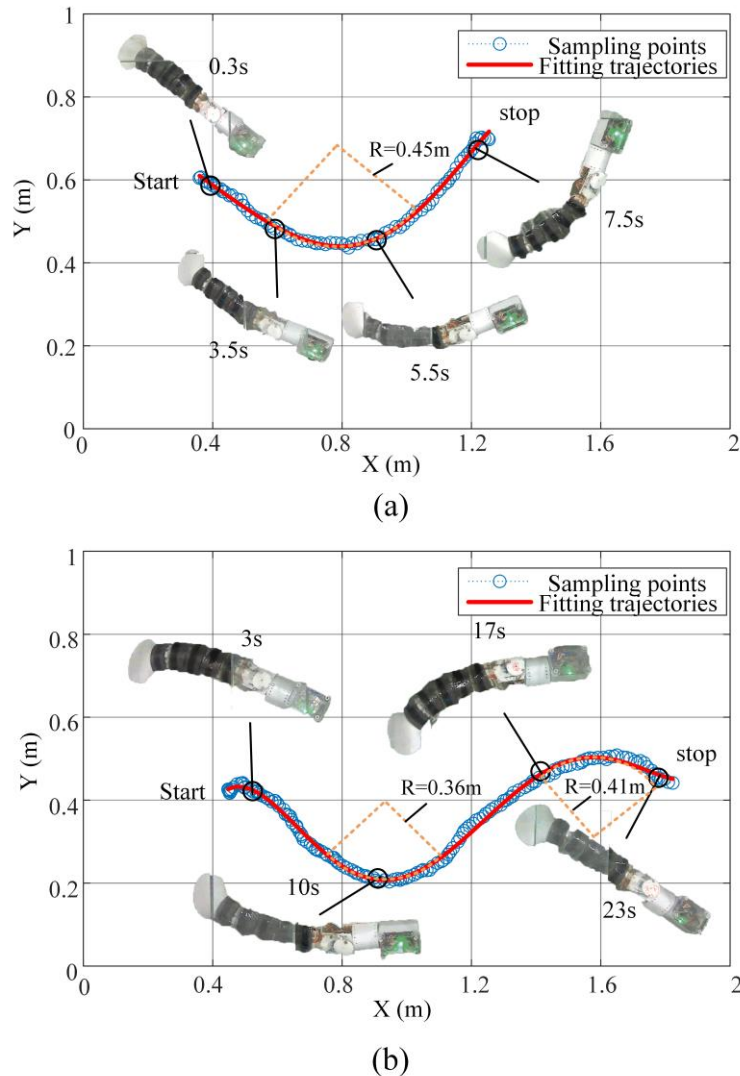 1
Sampling points
Fitting trajectories
0.3s
0.8
stop
R=0.45m
0.6
Start
Y (m)
7.5s
0.4
3.5s
5.5s
0.2
0
0 0.4 0.8 1.2 1.6 2
X (m)
(a)
1
Sampling points
Fitting trajectories
0.8
3s
17s
0.6
Y (m)
stop
Start
R=0.36m
R=0.41m
0.4
10s
23s
0.2
0
0 0.4 0.8 1.2 1.6 2
X (m)
(b)